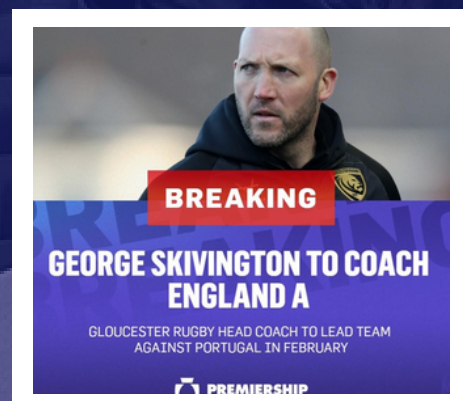 BREAKING
GEORGE SKIVINGTON TO COACH
ENGLAND A
GLOUCESTER RUGBY HEAD COACH TO LEAD TEAM
AGAINST PORTUGAL IN FEBRUARY
PREMIERSHIP